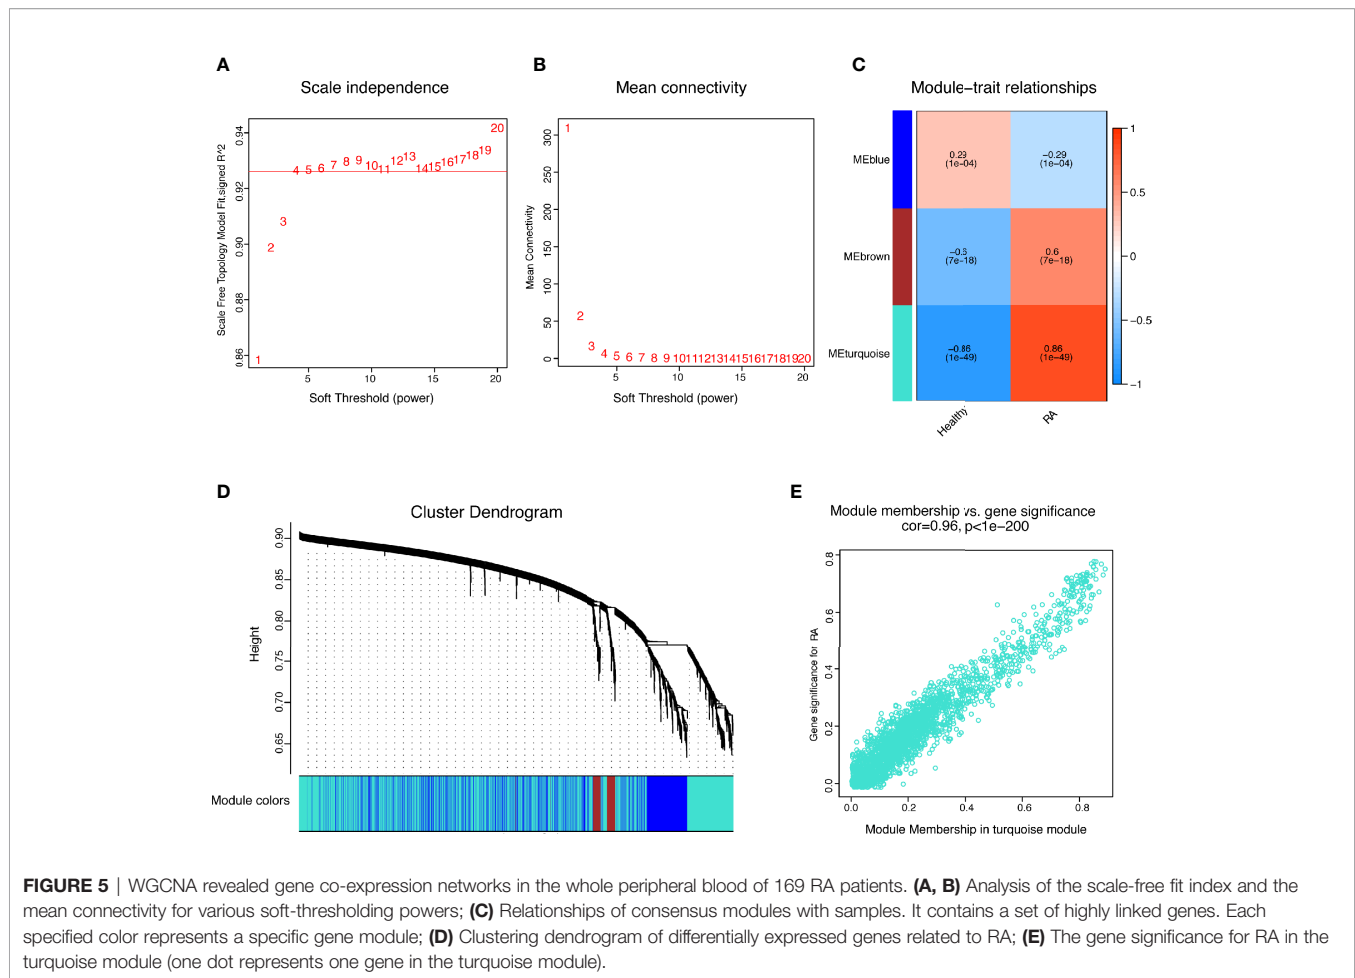 A
Scale independence
Scale Free Topology Model Fit.signed R^2
0.94
0.92
0.90
0.88
0.86
1
2
3
4 5 6 7 8 9 10 11 12 13 14 15 16 17 18 19 20
5 10 15 20
Soft Threshold (power)
B
Mean connectivity
Mean Connectivity
300
250
200
150
100
50
0
1
2
3 4 5 6 7 8 9 10 11 12 13 14 15 16 17 18 19 20
5 10 15 20
Soft Threshold (power)
C
Module−trait relationships
MEblue
0.29
(1e−04)
−0.29
(1e−04)
MEbrown
−0.6
(7e−18)
0.6
(7e−18)
MEturquoise
−0.86
(1e−49)
0.86
(1e−49)
Healthy
RA
1
0.5
0
−0.5
−1
D
Cluster Dendrogram
Height
0.90
0.85
0.80
0.75
0.70
0.65
Module colors
E
Module membership vs. gene significance
cor=0.96, p<1e−200
Gene significance for RA
0.8
0.6
0.4
0.2
0.0
0.0 0.2 0.4 0.6 0.8
Module Membership in turquoise module
FIGURE 5 | WGCNA revealed gene co-expression networks in the whole peripheral blood of 169 RA patients. (A, B) Analysis of the scale-free fit index and the
mean connectivity for various soft-thresholding powers; (C) Relationships of consensus modules with samples. It contains a set of highly linked genes. Each
specified color represents a specific gene module; (D) Clustering dendrogram of differentially expressed genes related to RA; (E) The gene significance for RA in the
turquoise module (one dot represents one gene in the turquoise module).